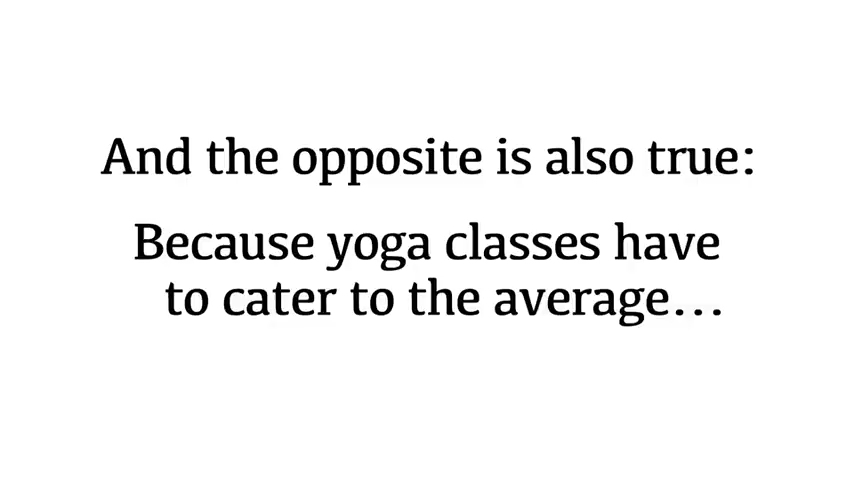 And the opposite is also true:
Because yoga classes have
to cater to the average...